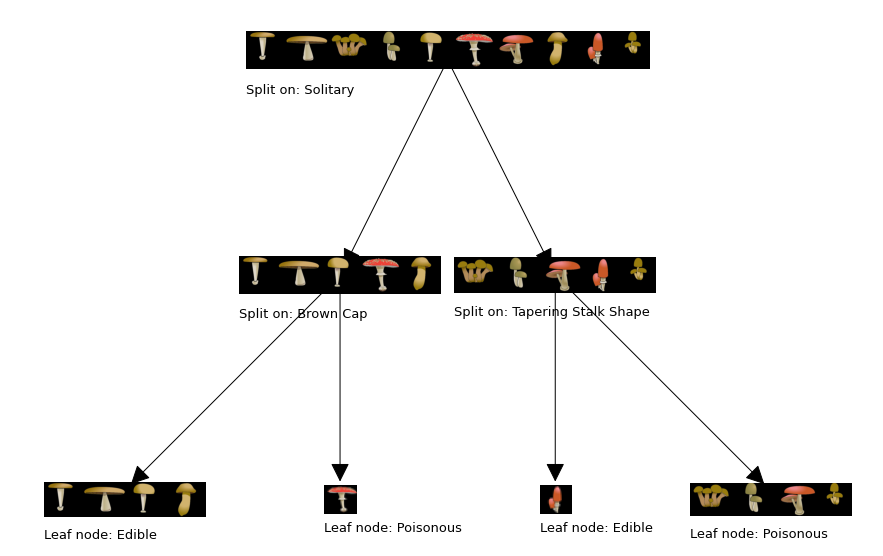 Split on: Solitary
Split on: Brown Cap
Split on: Tapering Stalk Shape
Leaf node: Edible
Leaf node: Poisonous
Leaf node: Edible
Leaf node: Poisonous